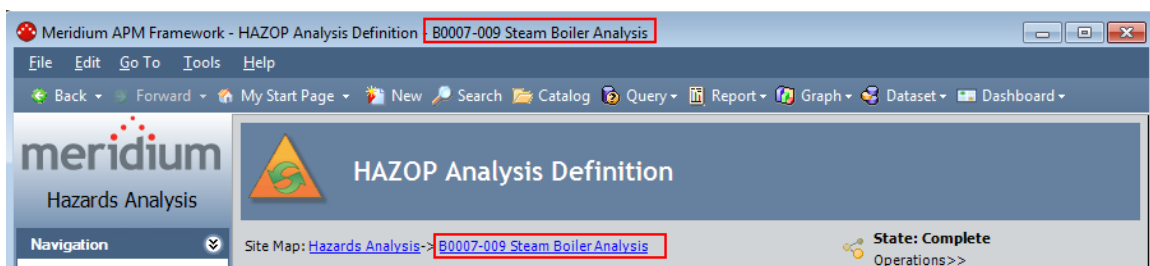 Meridium APM Framework - HAZOP Analysis Definition - B0007-009 Steam Boiler Analysis
File Edit Go To Tools Help
Back Forward My Start Page New Search Catalog Query Report Graph Dataset Dashboard
meridium
Hazards Analysis
HAZOP Analysis Definition
Navigation
Site Map: Hazards Analysis-> B0007-009 Steam Boiler Analysis
State: Complete
Operations>>